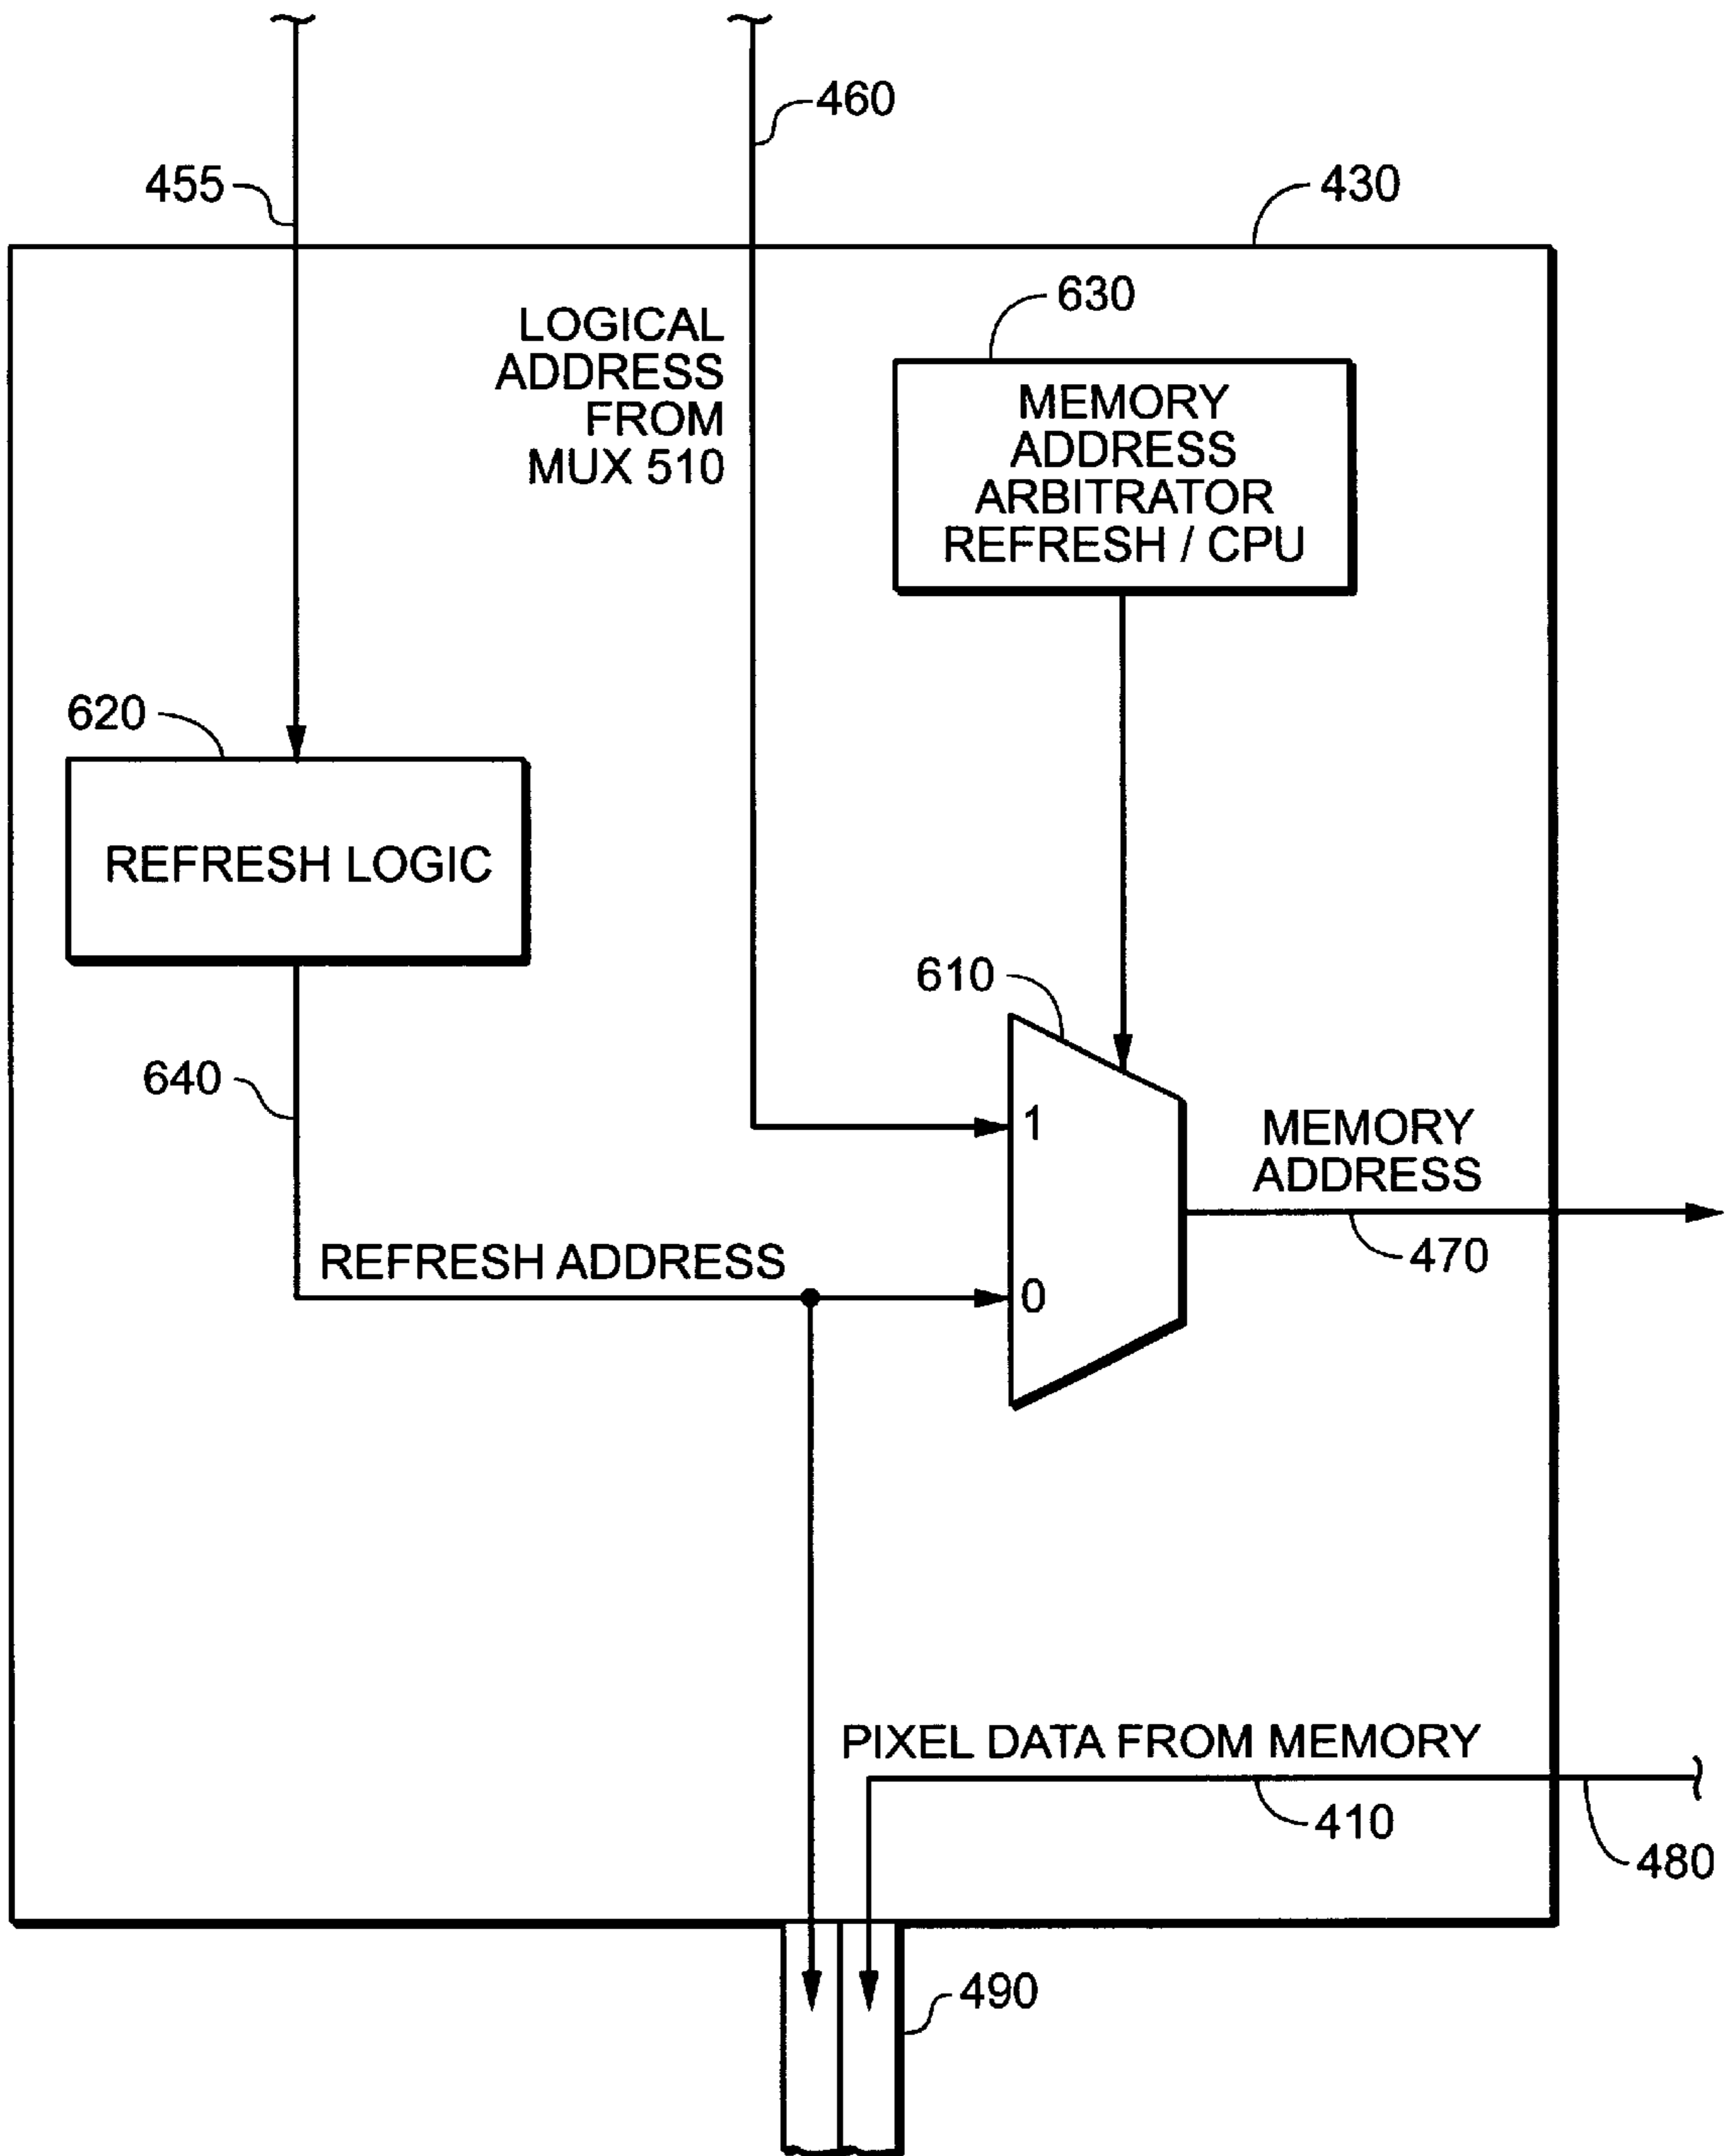 460
455
430
630
LOGICAL
ADDRESS
FROM
MUX 510
MEMORY
ADDRESS
ARBITRATOR
REFRESH / CPU
620
REFRESH LOGIC
610
640
1
MEMORY
ADDRESS
REFRESH ADDRESS
0
470
PIXEL DATA FROM MEMORY
410
480
490